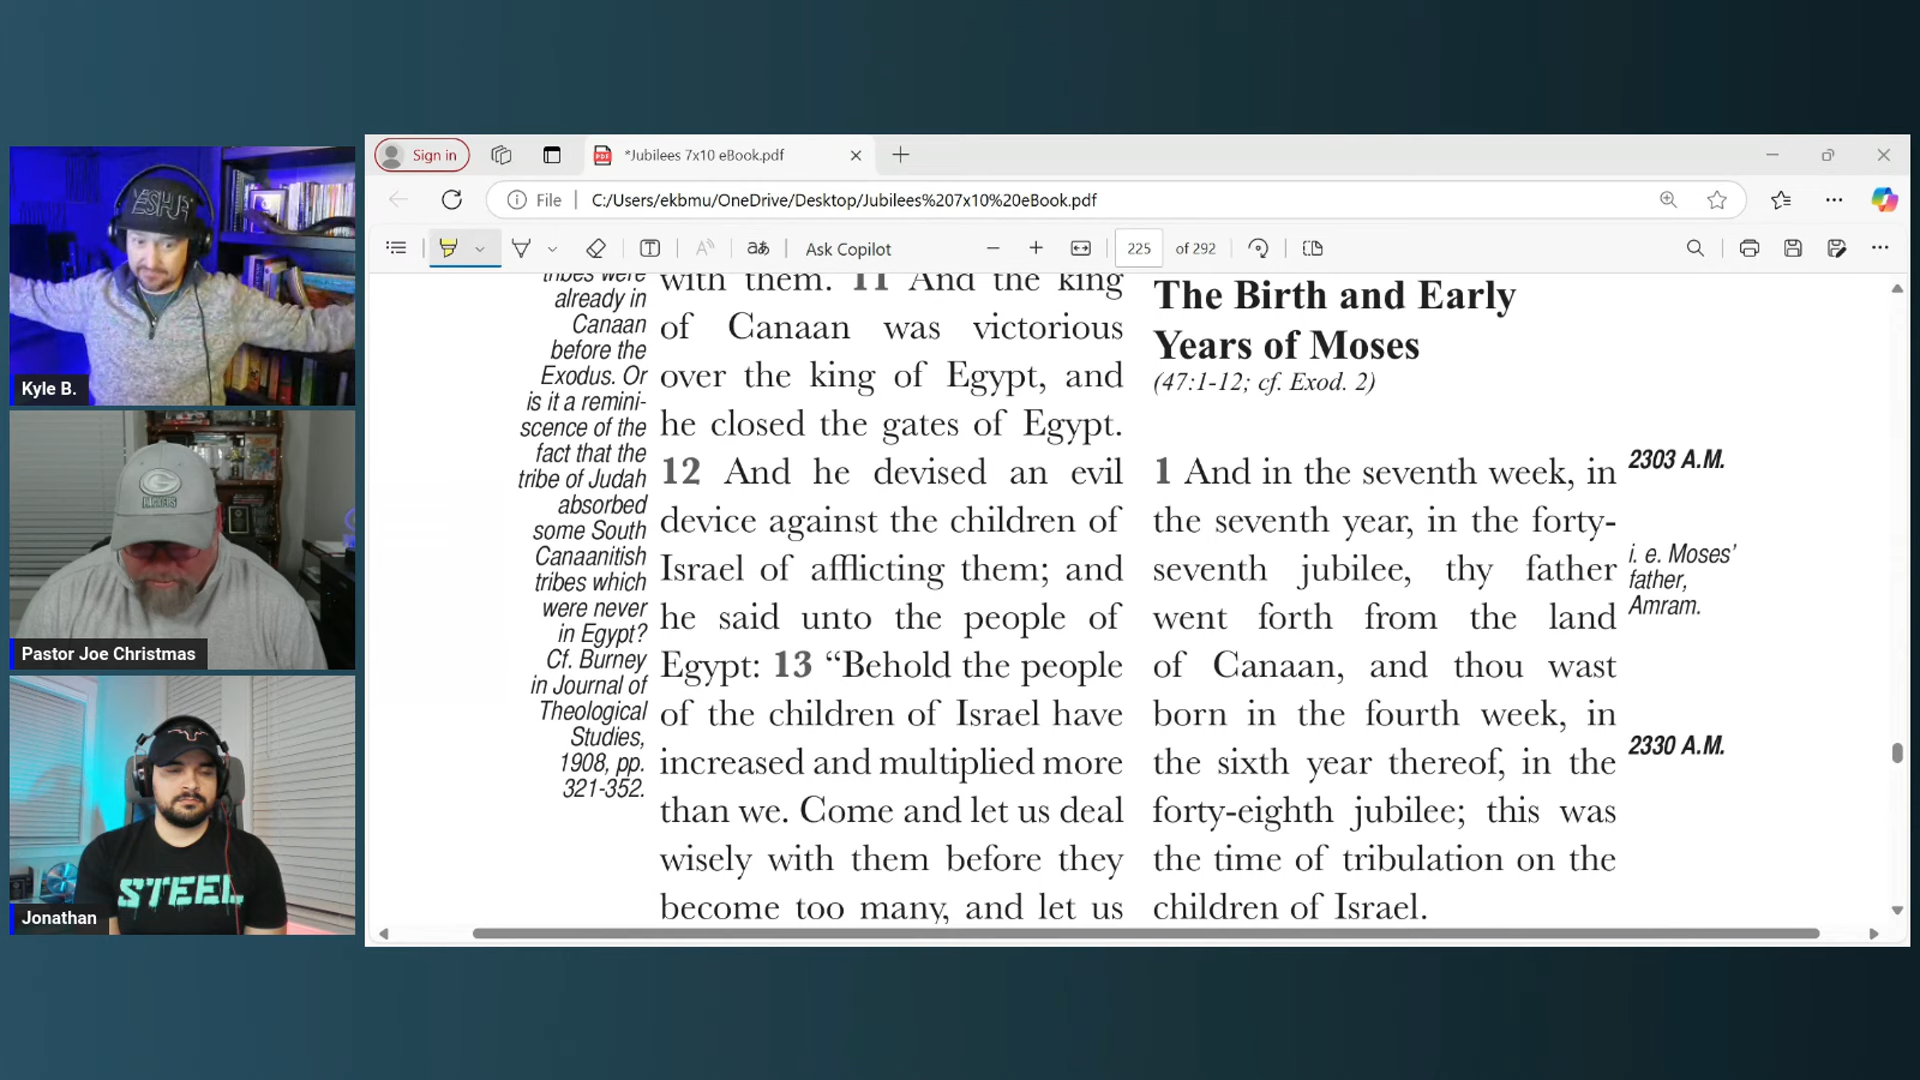 Sign in
*Jubilees 7x10 eBook.pdf
File
C:/Users/ekbmu/OneDrive/Desktop/Jubilees%207x10%20eBook.pdf
Ask Copilot
225 of 292
tribes were
already in
Canaan
before the
Exodus. Or
is it a remini-
scence of the
fact that the
tribe of Judah
absorbed
some South
Canaanitish
tribes which
were never
in Egypt?
Cf. Burney
in Journal of
Theological
Studies,
1908, pp.
321-352.
with them. 11 And the king
of Canaan was victorious
over the king of Egypt, and
he closed the gates of Egypt.
12 And he devised an evil
device against the children of
Israel of afflicting them; and
he said unto the people of
Egypt: 13 “Behold the people
of the children of Israel have
increased and multiplied more
than we. Come and let us deal
wisely with them before they
become too many, and let us
The Birth and Early
Years of Moses
(47:1-12; cf. Exod. 2)
1 And in the seventh week, in
the seventh year, in the forty-
seventh jubilee, thy father
went forth from the land
of Canaan, and thou wast
born in the fourth week, in
the sixth year thereof, in the
forty-eighth jubilee; this was
the time of tribulation on the
children of Israel.
2303 A.M.
i. e. Moses’
father,
Amram.
2330 A.M.
Kyle B.
PACKERS
Pastor Joe Christmas
STEEL
Jonathan